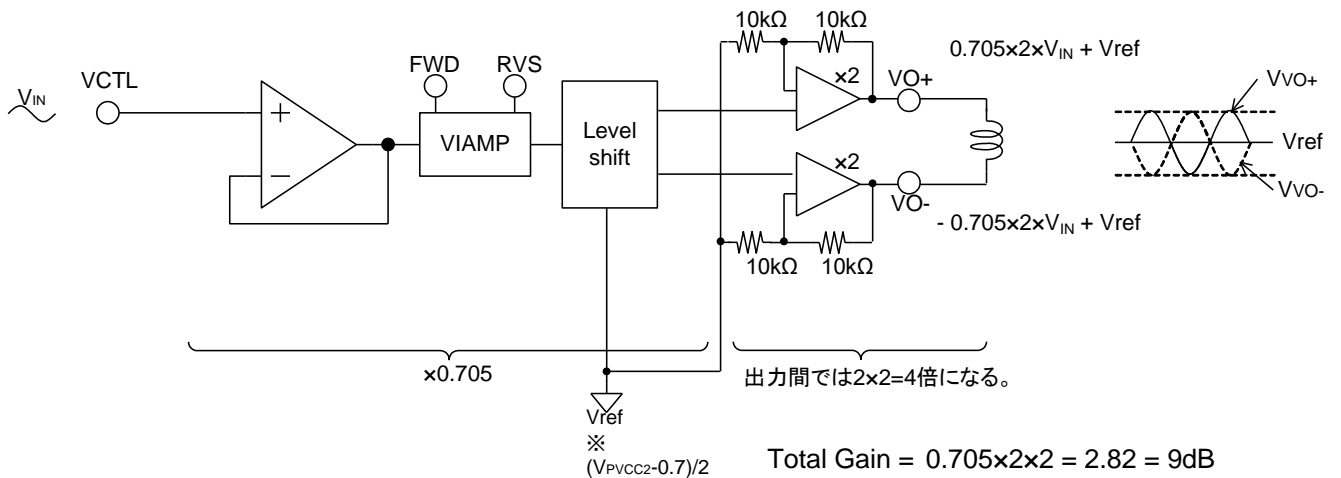 10kΩ 10kΩ
0.705×2×VIN + Vref
VIN
VCTL
FWD
RVS
×2
VO+
VVO+
+
−
VIAMP
Level
shift
Vref
×2
VO-
VVO-
- 0.705×2×VIN + Vref
10kΩ 10kΩ
×0.705
出力間では2×2=4倍になる。
Vref
※
(VPVCC2-0.7)/2
Total Gain = 0.705×2×2 = 2.82 = 9dB